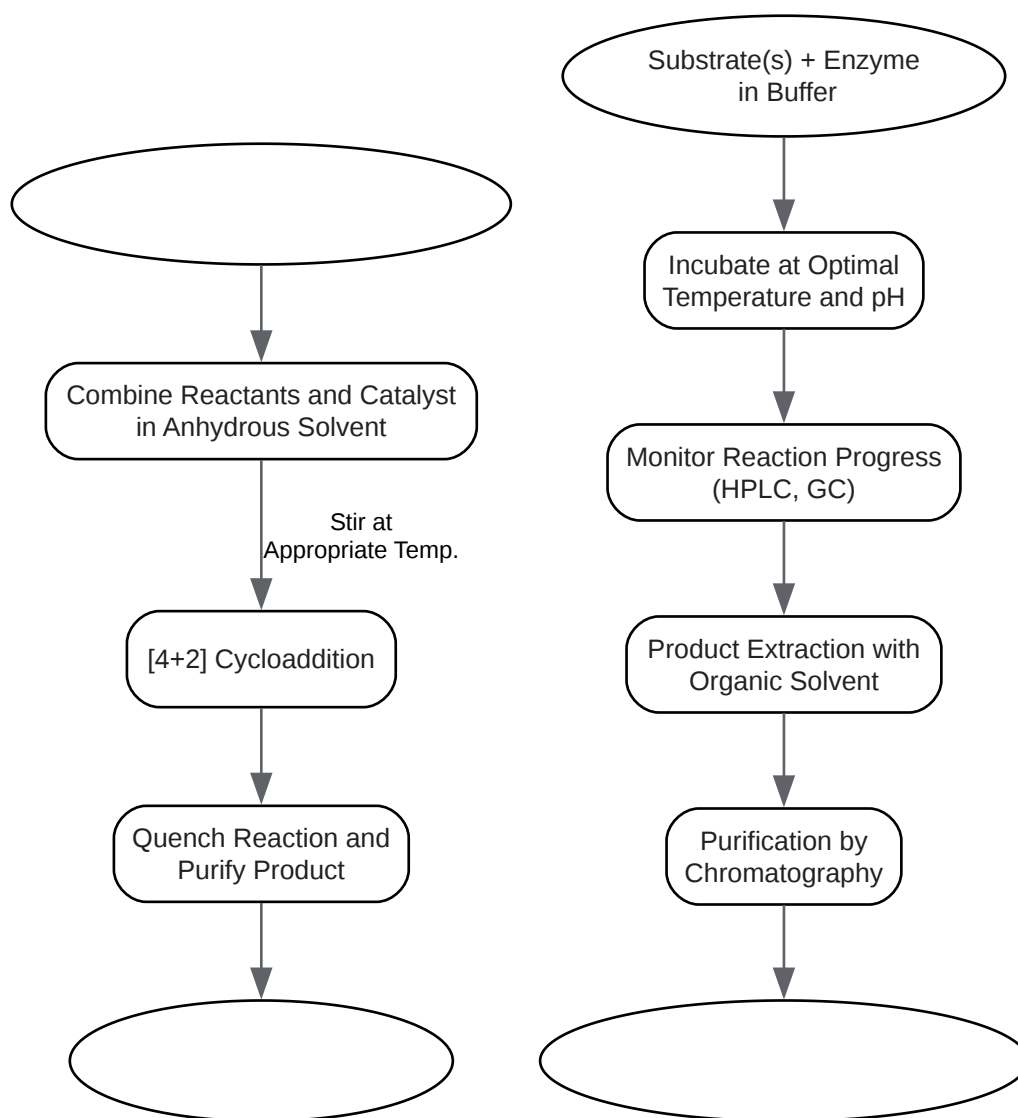 Combine Reactants and Catalyst
in Anhydrous Solvent
Stir at
Appropriate Temp.
[4+2] Cycloaddition
Quench Reaction and
Purify Product
Substrate(s) + Enzyme
in Buffer
Incubate at Optimal
Temperature and pH
Monitor Reaction Progress
(HPLC, GC)
Product Extraction with
Organic Solvent
Purification by
Chromatography